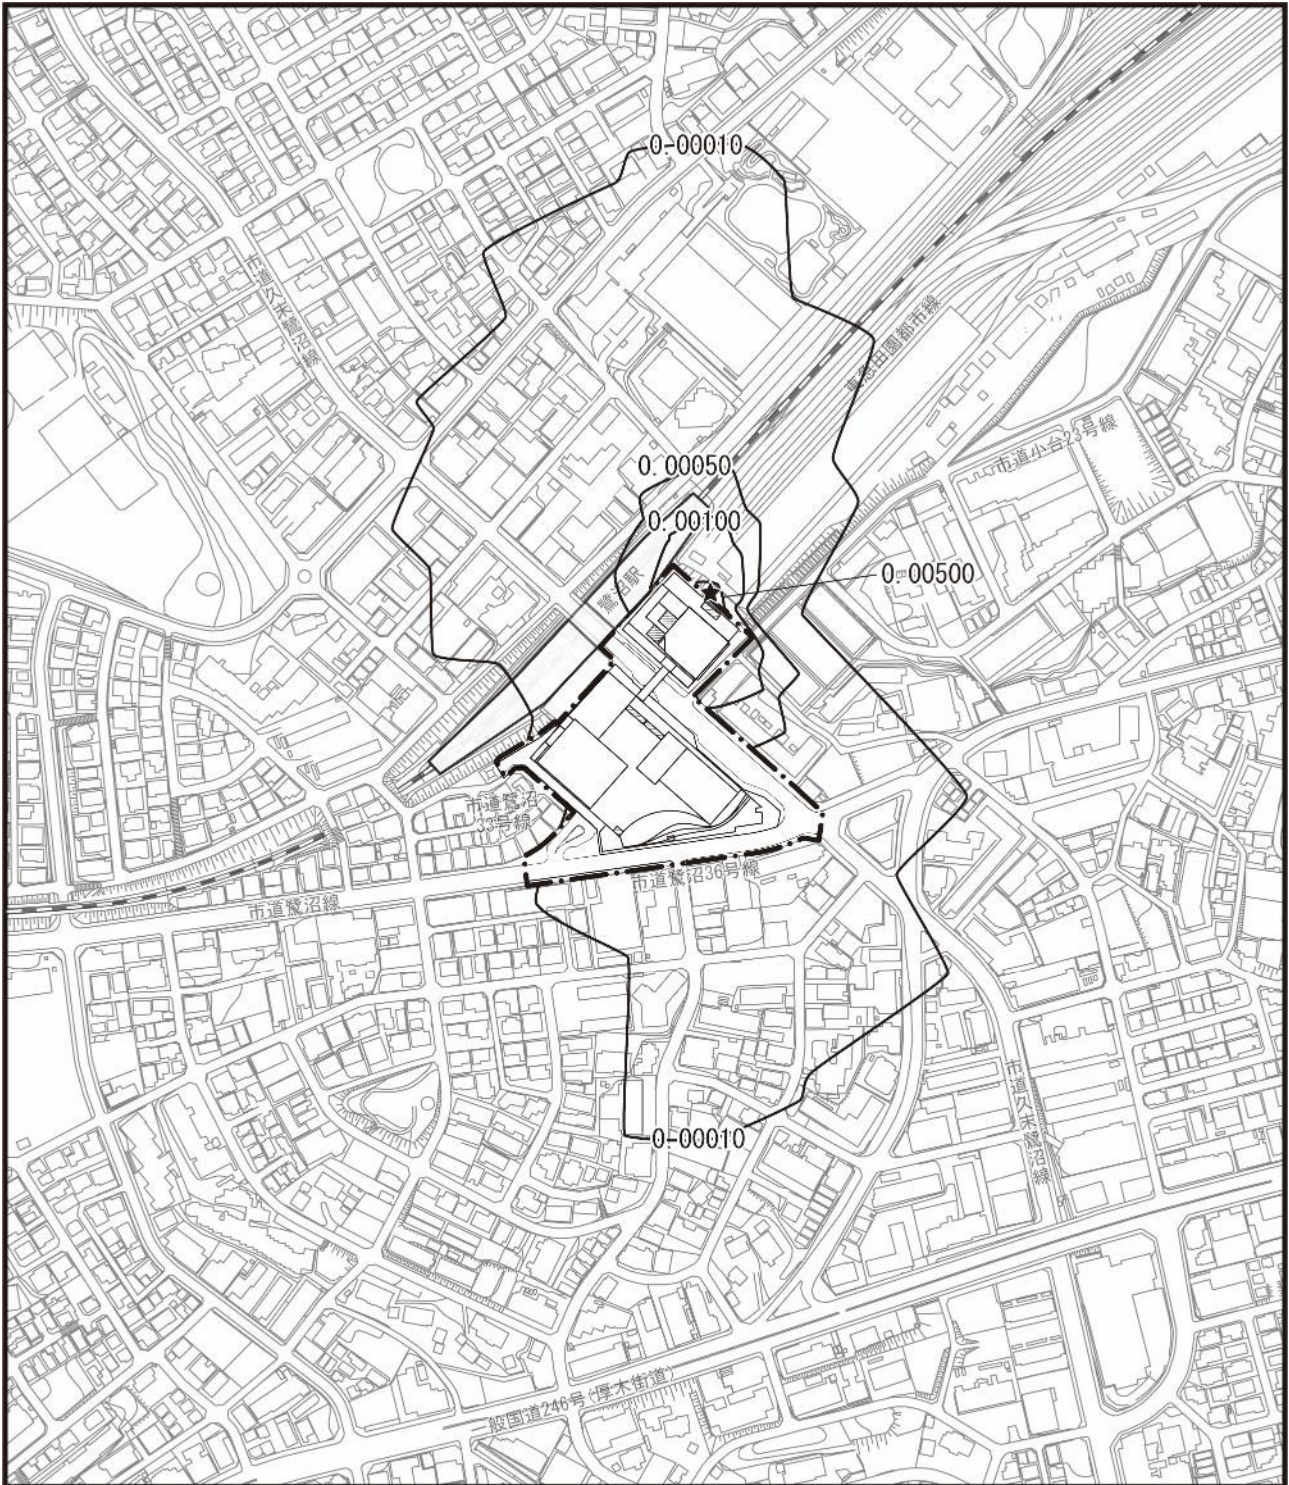 0-00010
市道久末鷺沼線
東急田園都市線
市道小台23号線
0.00050
0.00100
0.00500
鷺沼駅
市道鷺沼
33号線
市道鷺沼36号線
市道鷺沼線
市道久末鷺沼線
0-00010
一般国道246号(厚木街道)